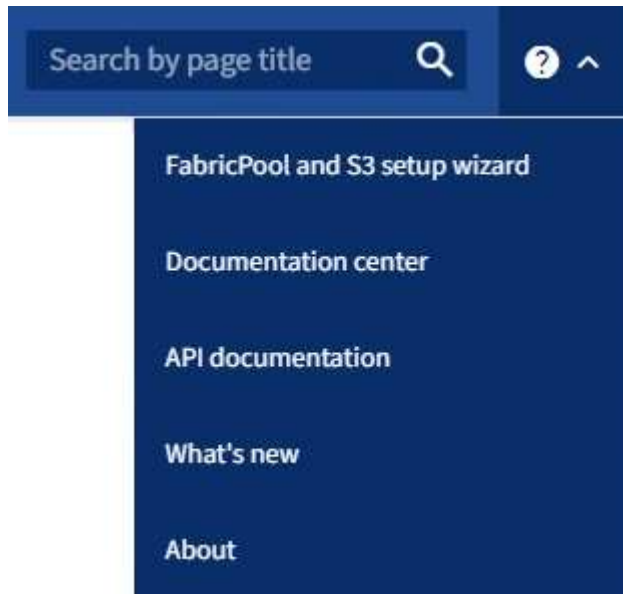 Search by page title
FabricPool and S3 setup wizard
Documentation center
API documentation
What's new
About